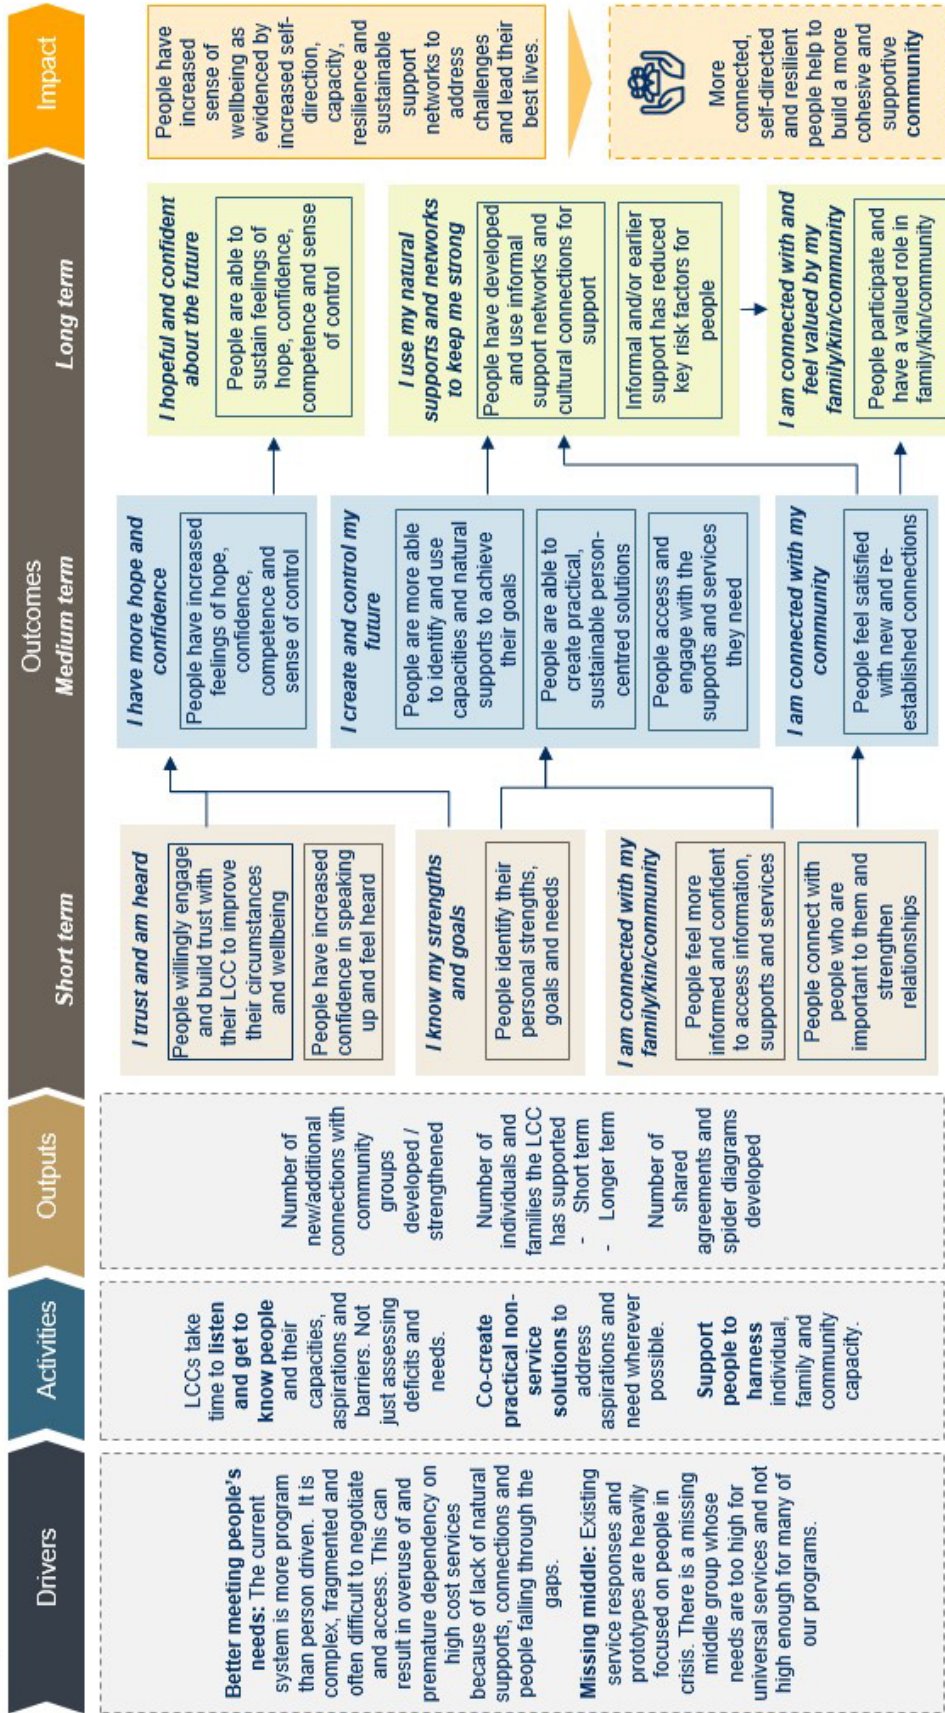 Drivers
Better meeting people's
needs: The current
system is more program
than person driven. It is
complex, fragmented and
often difficult to negotiate
and access. This can
result in overuse of and
premature dependency on
high cost services
because of lack of natural
supports, connections and
people falling through the
gaps.
Missing middle: Existing
service responses and
prototypes are heavily
focused on people in
crisis. There is a missing
middle group whose
needs are too high for
universal services and not
high enough for many of
our programs.
Activities
LCCs take
time to listen
and get to
know people
and their
capacities,
aspirations and
barriers. Not
just assessing
deficits and
needs.
Co-create
practical non-
service
solutions to
address
aspirations and
need wherever
possible.
Support
people to
harness
individual,
family and
community
capacity.
Outputs
Number of
new/additional
connections with
community
groups
developed /
strengthened
Number of
individuals and
families the LCC
has supported
- Short term
- Longer term
Number of
shared
agreements and
spider diagrams
developed
Outcomes
Short term
I trust and am heard
People willingly engage
and build trust with
their LCC to improve
their circumstances
and wellbeing
People have increased
confidence in speaking
up and feel heard
I know my strengths
and goals
People identify their
personal strengths,
goals and needs
I am connected with my
family/kin/community
People feel more
informed and confident
to access information,
supports and services
People connect with
people who are
important to them and
strengthen
relationships
Medium term
I have more hope and
confidence
People have increased
feelings of hope,
confidence,
competence and
sense of control
I create and control my
future
People are more able
to identify and use
capacities and natural
supports to achieve
their goals
People are able to
create practical,
sustainable person-
centred solutions
People access and
engage with the
supports and services
they need
I am connected with my
community
People feel satisfied
with new and re-
established connections
Long term
I hopeful and confident
about the future
People are able to
sustain feelings of
hope, confidence,
competence and sense
of control
I use my natural
supports and networks
to keep me strong
People have developed
and use informal
support networks and
cultural connections for
support
Informal and/or earlier
support has reduced
key risk factors for
people
I am connected with and
feel valued by my
family/kin/community
People participate and
have a valued role in
family/kin/community
Impact
People have
increased
sense of
wellbeing as
evidenced by
increased self-
direction,
capacity,
resilience and
sustainable
support
networks to
address
challenges
and lead their
best lives.
More
connected,
self-directed
and resilient
people help to
build a more
cohesive and
supportive
community